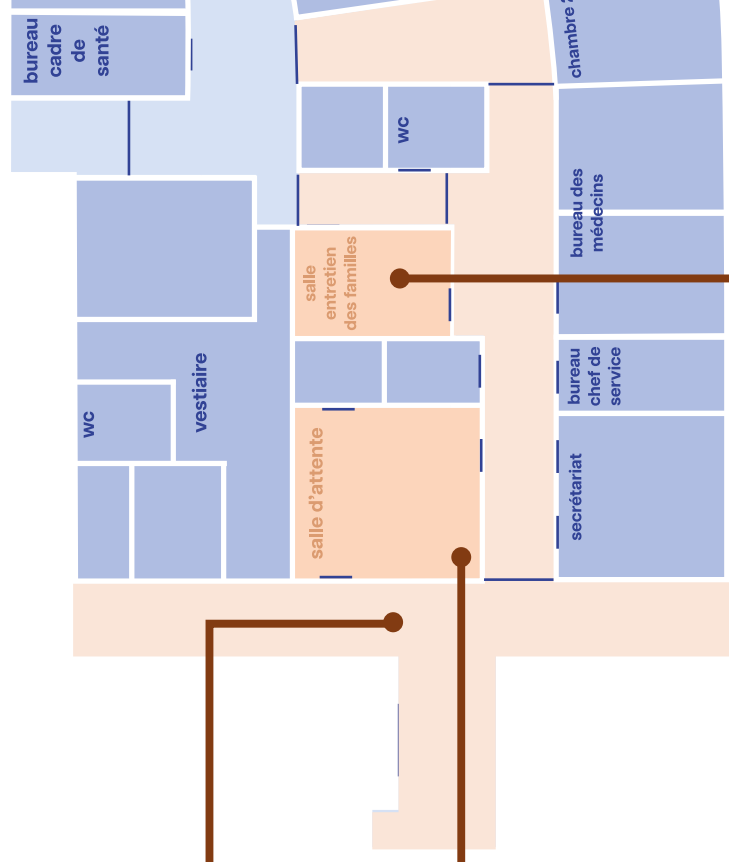 bureau
cadre
de
santé
chambre 2
wc
bureau des
médecins
salle
entretien
des familles
bureau
chef de
service
vestiaire
wc
salle d'attente
secrétariat